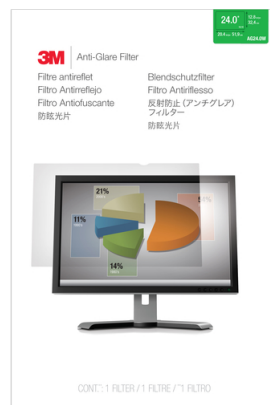 24.0"
AG24.0W
3M Anti-Glare Filter
Filtre antireflet
Filtro Antirreflejo
Filtro Antiofuscante
防眩光片
Blendschutzfilter
Filtro Antiriflesso
反射防止（アンチグレア）
フィルター
防眩光片
21%
11%
14%
CONT.: 1 FILTER / 1 FILTRE / 1 FILTRO